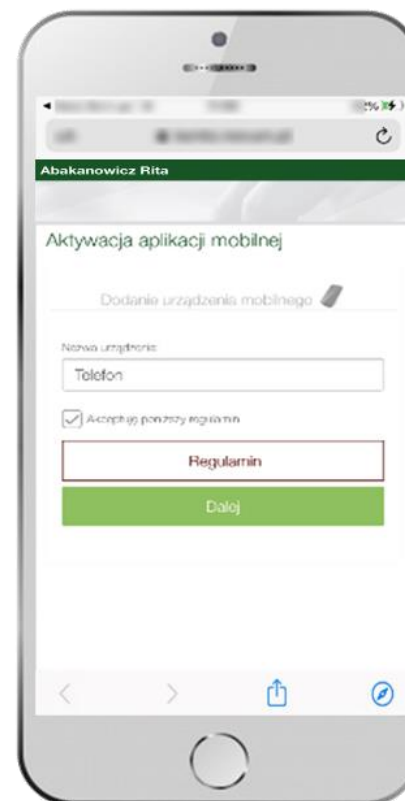 Abakanowicz Rita
Aktywacja aplikacji mobilnej
Dodanie urządzenia mobilnego
Nazwa urządzenia:
Telefon
Akceptuję poniższy regulamin
Regulamin
Dalej